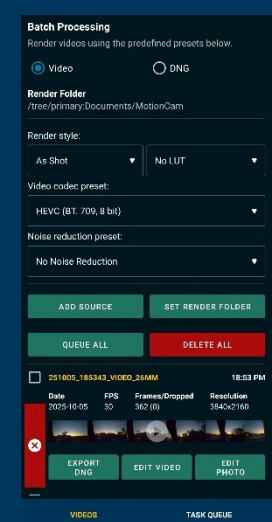 Batch Processing
Render videos using the predefined presets below.
Video
DNG
Render Folder
/tree/primary:Documents/MotionCam
Render style:
As Shot
No LUT
Video codec preset:
HEVC (BT. 709, 8 bit)
Noise reduction preset:
No Noise Reduction
ADD SOURCE
SET RENDER FOLDER
QUEUE ALL
DELETE ALL
251005_185343_VIDEO_26MM
18:53 PM
Date
FPS
Frames/Dropped
Resolution
2025-10-05
30
362 (0)
3840x2160
EXPORT
DNG
EDIT VIDEO
EDIT
PHOTO
VIDEOS
TASK QUEUE